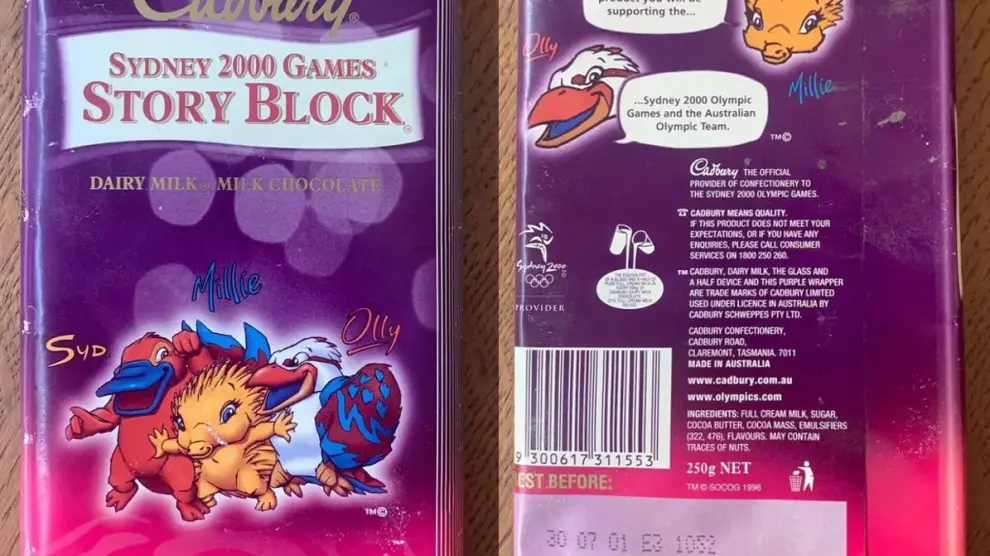 Cadbury®
SYDNEY 2000 GAMES
STORY BLOCK
DAIRY MILK® MILK CHOCOLATE
Millie
Olly
SYD
TM©
product you will be
supporting the...
Olly
Millie
...Sydney 2000 Olympic
Games and the Australian
Olympic Team.
TM©
Cadbury THE OFFICIAL
PROVIDER OF CONFECTIONERY TO
THE SYDNEY 2000 OLYMPIC GAMES.
CADBURY MEANS QUALITY.
IF THIS PRODUCT DOES NOT MEET YOUR
EXPECTATIONS, OR IF YOU HAVE ANY
ENQUIRIES, PLEASE CALL CONSUMER
SERVICES ON 1800 250 260.
Sydney 2000
PROVIDER
TM CADBURY, DAIRY MILK, THE GLASS AND
A HALF DEVICE AND THIS PURPLE WRAPPER
ARE TRADE MARKS OF CADBURY LIMITED
USED UNDER LICENCE IN AUSTRALIA BY
CADBURY SCHWEPPES PTY LTD.
CADBURY CONFECTIONERY,
CADBURY ROAD,
CLAREMONT, TASMANIA. 7011
MADE IN AUSTRALIA
www.cadbury.com.au
www.olympics.com
INGREDIENTS: FULL CREAM MILK, SUGAR,
COCOA BUTTER, COCOA MASS, EMULSIFIERS
(322, 476), FLAVOURS. MAY CONTAIN
TRACES OF NUTS.
9 300617 311553
250g NET
TM © SOCOG 1996
EST BEFORE:
30 07 01 E3 1052